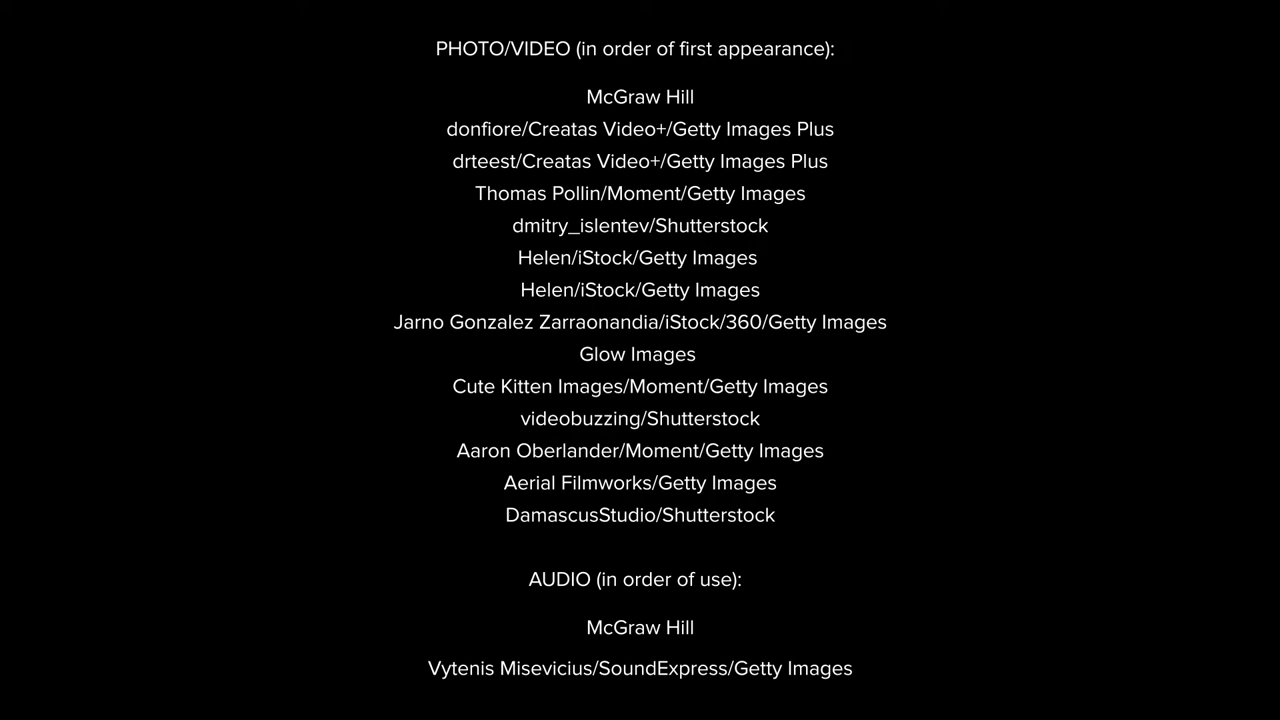 PHOTO/VIDEO (in order of first appearance):
McGraw Hill
donfiore/Creatas Video+/Getty Images Plus
drteest/Creatas Video+/Getty Images Plus
Thomas Pollin/Moment/Getty Images
dmitry_islentev/Shutterstock
Helen/iStock/Getty Images
Helen/iStock/Getty Images
Jarno Gonzalez Zarraonandia/iStock/360/Getty Images
Glow Images
Cute Kitten Images/Moment/Getty Images
videobuzzing/Shutterstock
Aaron Oberlander/Moment/Getty Images
Aerial Filmworks/Getty Images
DamascusStudio/Shutterstock
AUDIO (in order of use):
McGraw Hill
Vytenis Misevicius/SoundExpress/Getty Images